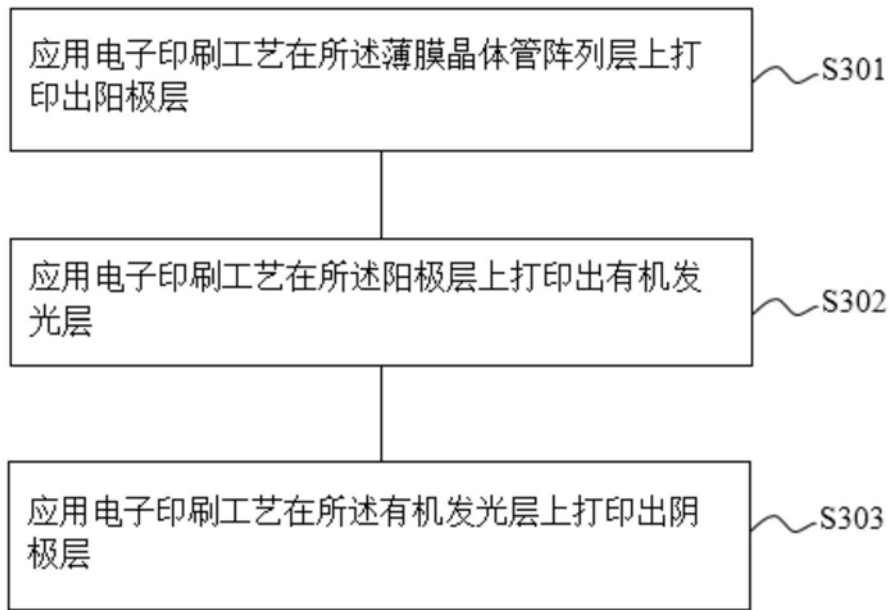 应用电子印刷工艺在所述薄膜晶体管阵列层上打
印出阳极层
S301
应用电子印刷工艺在所述阳极层上打印出有机发
光层
S302
应用电子印刷工艺在所述有机发光层上打印出阴
极层
S303